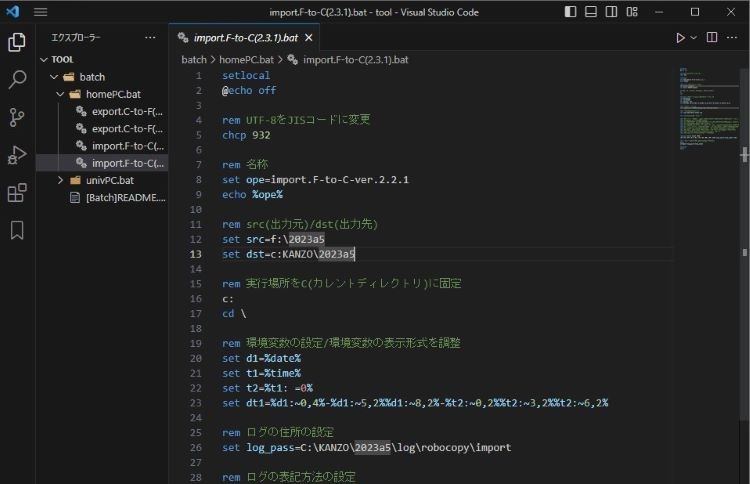 import.F-to-C(2.3.1).bat - tool - Visual Studio Code
エクスプローラー
TOOL
batch
homePC.bat
export.C-to-F(...
export.F-to-C(...
import.F-to-C(...
import.F-to-C(...
univPC.bat
[Batch]README....
import.F-to-C(2.3.1).bat
batch > homePC.bat > import.F-to-C(2.3.1).bat
1 setlocal
2 @echo off
3
4 rem UTF-8をJISコードに変更
5 chcp 932
6
7 rem 名称
8 set ope=import.F-to-C-ver.2.2.1
9 echo %ope%
10
11 rem src(出力元)/dst(出力先)
12 set src=f:\2023a5
13 set dst=c:KANZO\2023a5
14
15 rem 実行場所をC(カレントディレクトリ)に固定
16 c:
17 cd \
18
19 rem 環境変数の設定/環境変数の表示形式を調整
20 set d1=%date%
21 set t1=%time%
22 set t2=%t1: =0%
23 set dt1=%d1:~0,4%-%d1:~5,2%%d1:~8,2%-%t2:~0,2%%t2:~3,2%%t2:~6,2%
24
25 rem ログの住所の設定
26 set log_pass=C:\KANZO\2023a5\log\robocopy\import
27
28 rem ログの表記方法の設定